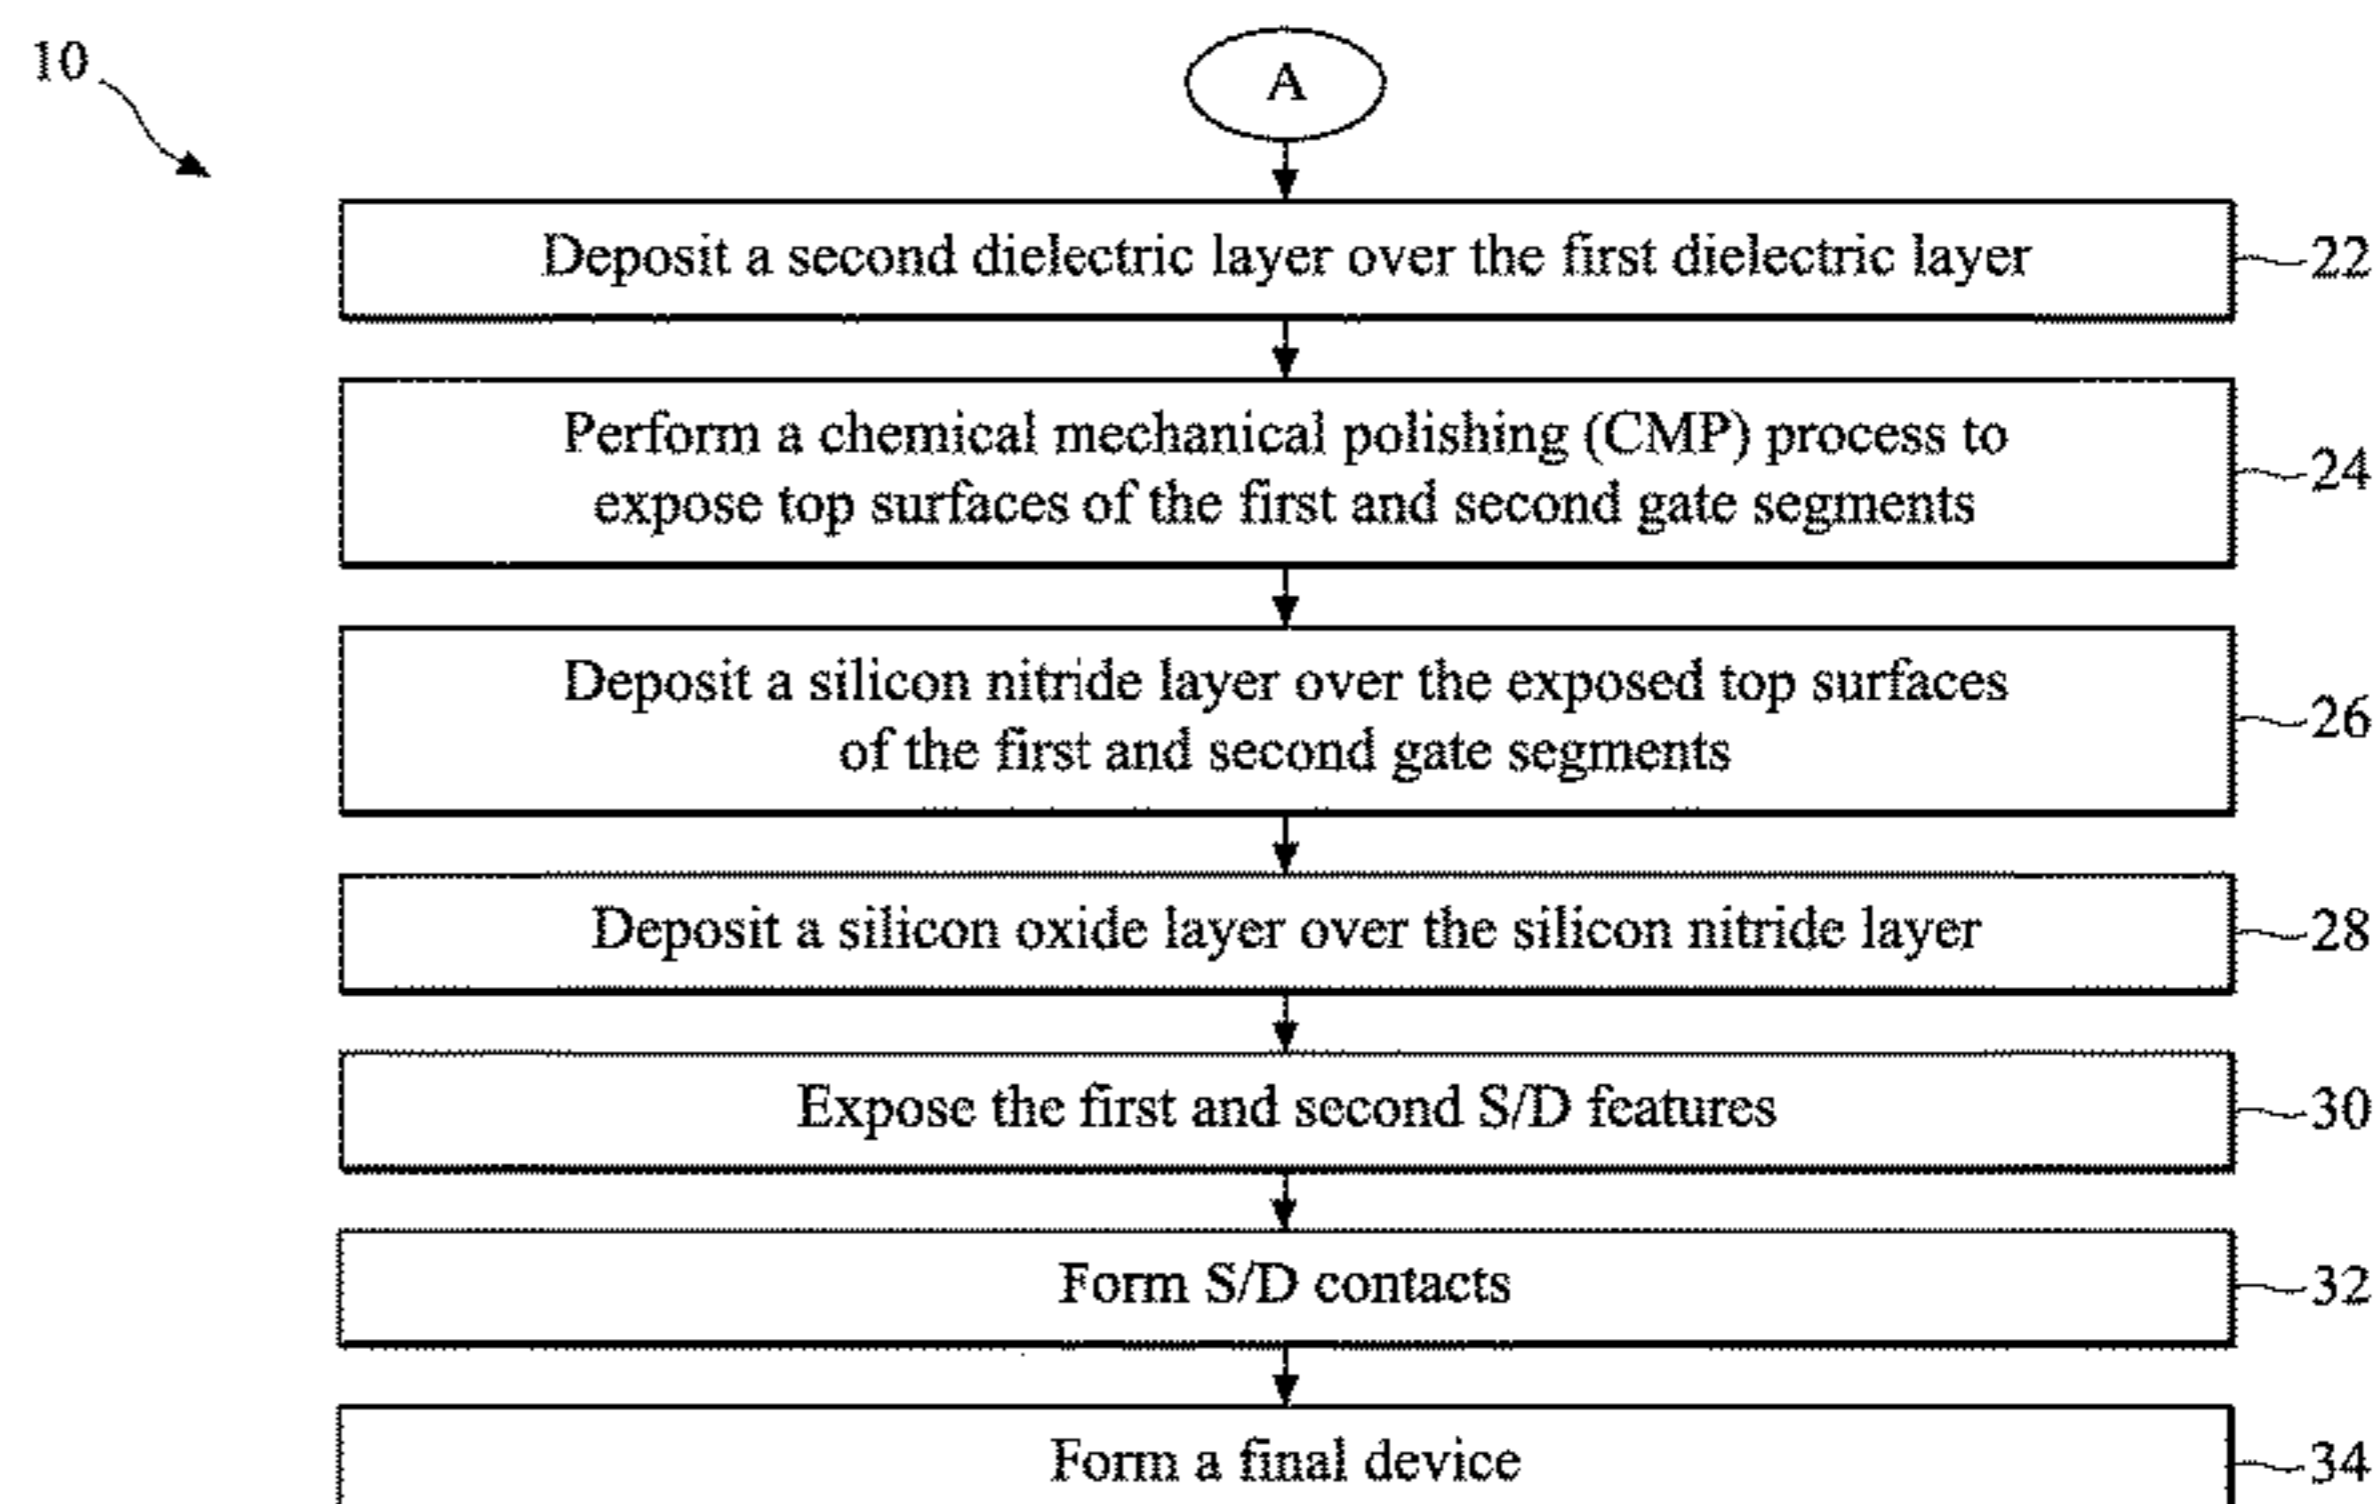 10
A
Deposit a second dielectric layer over the first dielectric layer
22
Perform a chemical mechanical polishing (CMP) process to
expose top surfaces of the first and second gate segments
24
Deposit a silicon nitride layer over the exposed top surfaces
of the first and second gate segments
26
Deposit a silicon oxide layer over the silicon nitride layer
28
Expose the first and second S/D features
30
Form S/D contacts
32
Form a final device
34